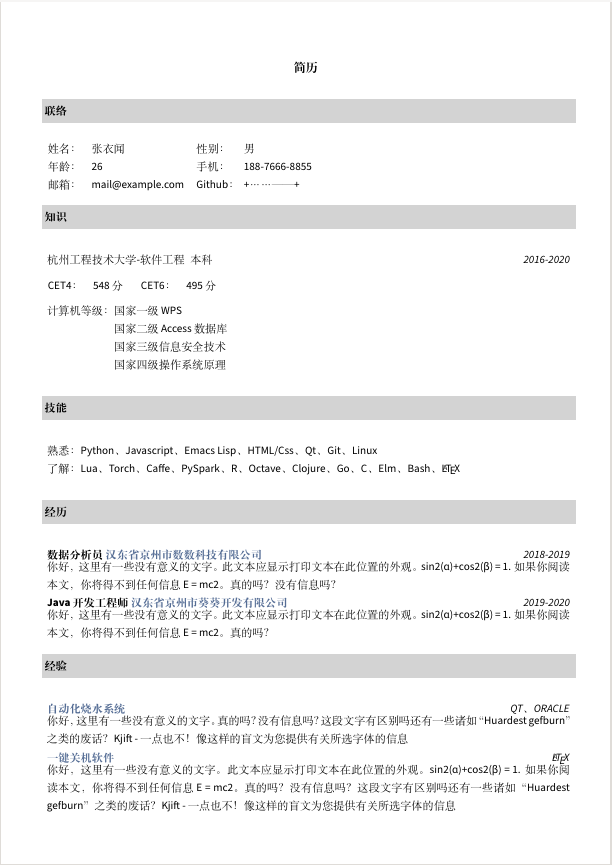 简历
联络
姓名： 张衣闻 性别： 男
年龄： 26 手机： 188-7666-8855
邮箱： mail@example.com Github： +⋯⋯——+
知识
杭州工程技术大学-软件工程 本科 2016-2020
CET4： 548 分 CET6： 495 分
计算机等级：国家一级 WPS
国家二级 Access 数据库
国家三级信息安全技术
国家四级操作系统原理
技能
熟悉：Python、Javascript、Emacs Lisp、HTML/Css、Qt、Git、Linux
了解：Lua、Torch、Caffe、PySpark、R、Octave、Clojure、Go、C、Elm、Bash、LATEX
经历
数据分析员 汉东省京州市数数科技有限公司 2018-2019
你好，这里有一些没有意义的文字。此文本应显示打印文本在此位置的外观。sin2(α)+cos2(β) = 1. 如果你阅读
本文，你将得不到任何信息 E = mc2。真的吗？没有信息吗？
Java 开发工程师 汉东省京州市葵葵开发有限公司 2019-2020
你好，这里有一些没有意义的文字。此文本应显示打印文本在此位置的外观。sin2(α)+cos2(β) = 1. 如果你阅读
本文，你将得不到任何信息 E = mc2。真的吗？
经验
自动化烧水系统 QT、ORACLE
你好，这里有一些没有意义的文字。真的吗？没有信息吗？这段文字有区别吗还有一些诸如 “Huardest gefburn”
之类的废话？Kjift - 一点也不！像这样的盲文为您提供有关所选字体的信息
一键关机软件 LATEX
你好，这里有一些没有意义的文字。此文本应显示打印文本在此位置的外观。sin2(α)+cos2(β) = 1. 如果你阅
读本文，你将得不到任何信息 E = mc2。真的吗？没有信息吗？这段文字有区别吗还有一些诸如 “Huardest
gefburn” 之类的废话？Kjift - 一点也不！像这样的盲文为您提供有关所选字体的信息